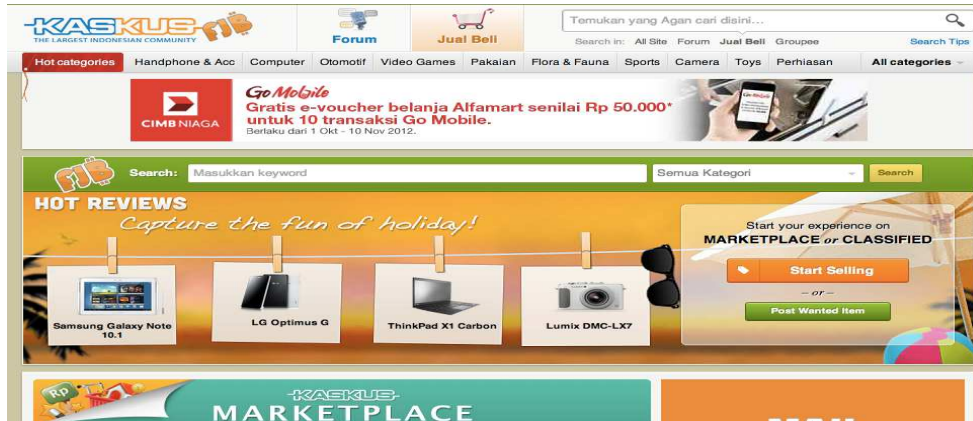 KASKUS FJB
THE LARGEST INDONESIAN COMMUNITY
Forum
Jual Beli
Temukan yang Agan cari disini...
Search in: All Site Forum Jual Beli Groupee
Search Tips
Hot categories Handphone & Acc Computer Otomotif Video Games Pakaian Flora & Fauna Sports Camera Toys Perhiasan All categories
CIMB NIAGA
Go Mobile
Gratis e-voucher belanja Alfamart senilai Rp 50.000*
untuk 10 transaksi Go Mobile.
Berlaku dari 1 Okt - 10 Nov 2012.
FJB
Search: Masukkan keyword Semua Kategori Search
HOT REVIEWS
Capture the fun of holiday!
Samsung Galaxy Note
10.1
LG Optimus G
ThinkPad X1 Carbon
Lumix DMC-LX7
Start your experience on
MARKETPLACE or CLASSIFIED
Start Selling
- or -
Post Wanted Item
Rp
KASKUS
MARKETPLACE